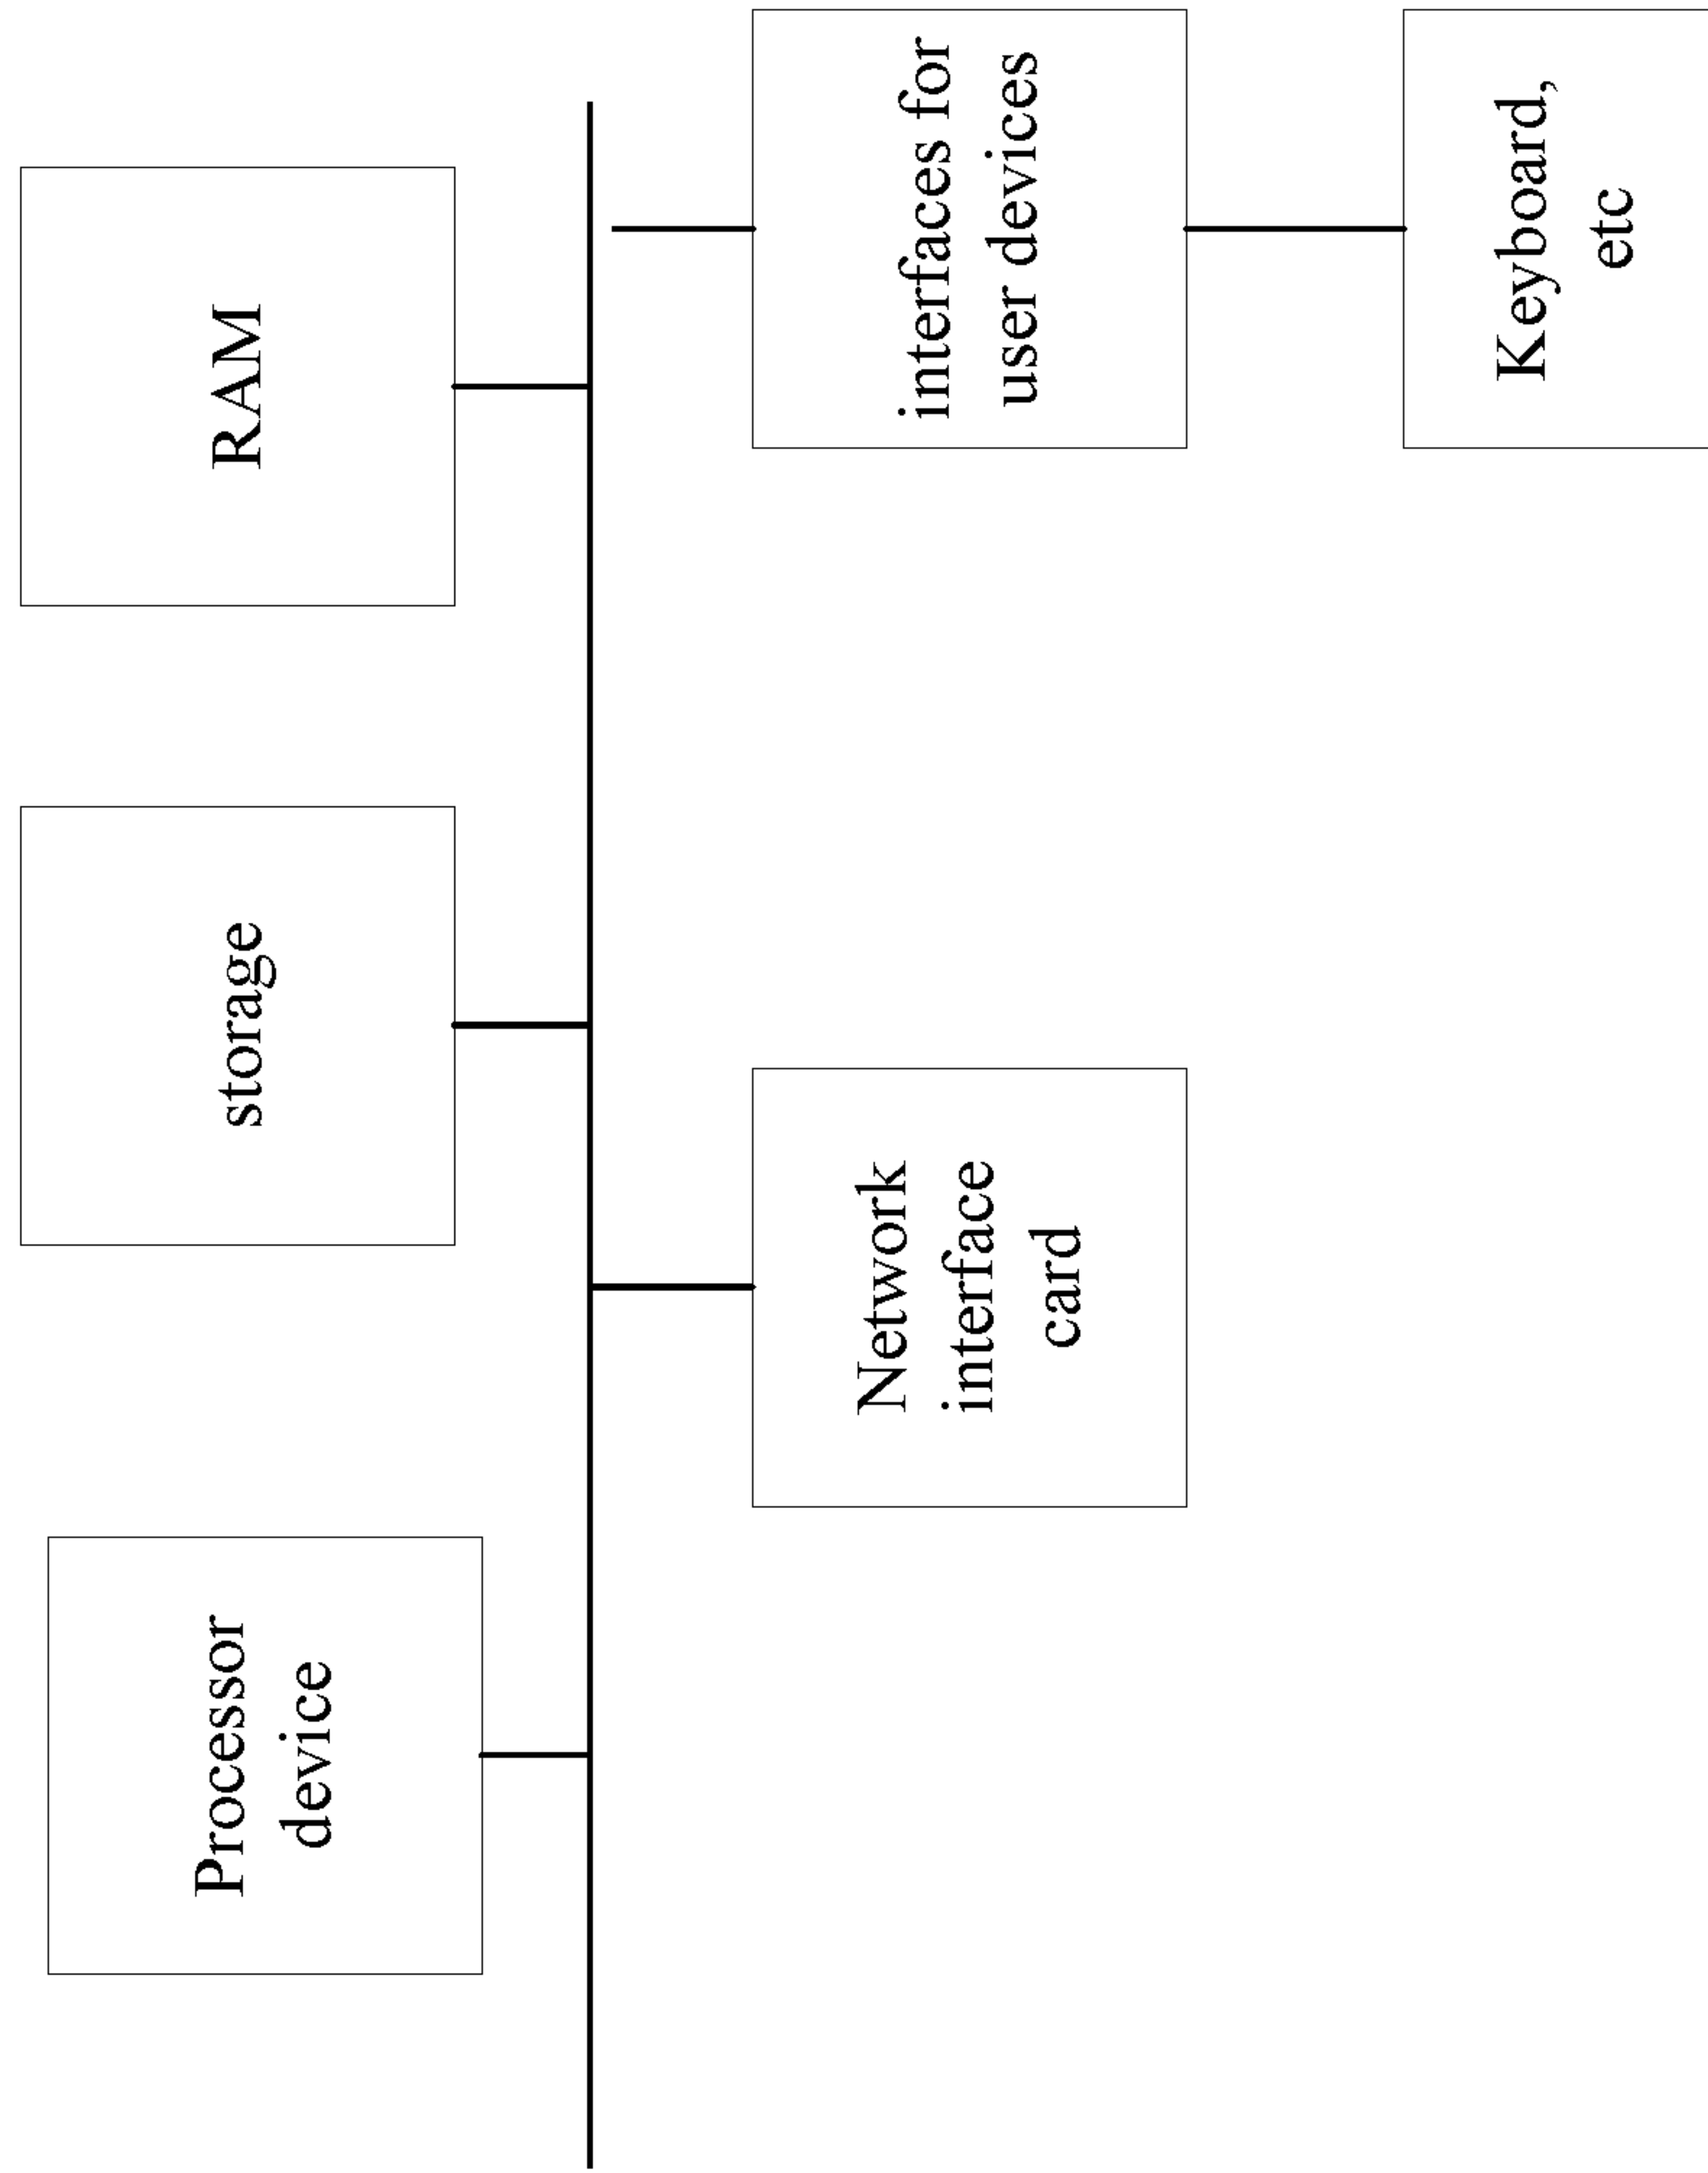 Processor
device
storage
RAM
Network
interface
card
interfaces for
user devices
Keyboard,
etc